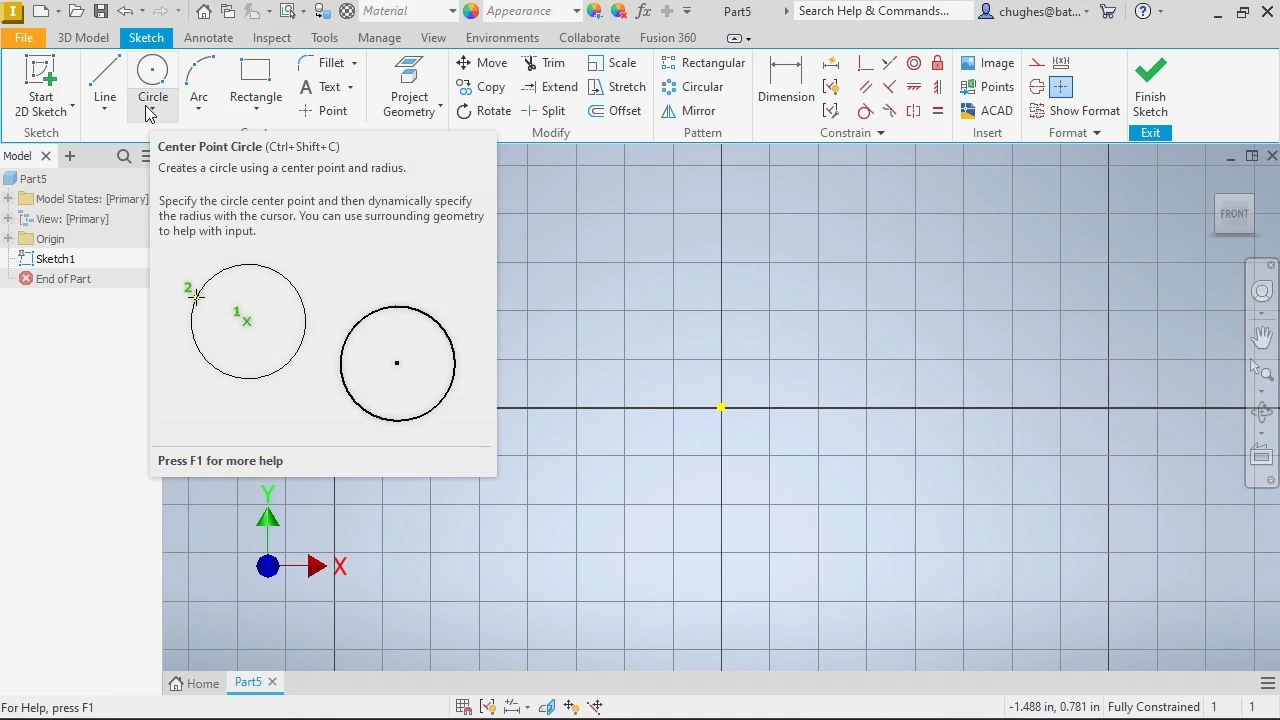 Material
Appearance
fx
Part5
Search Help & Commands...
chughes@bat...
File
3D Model
Sketch
Annotate
Inspect
Tools
Manage
View
Environments
Collaborate
Fusion 360
Start
2D Sketch
Line
Circle
Arc
Rectangle
Fillet
Text
Point
Project
Geometry
Move
Copy
Rotate
Trim
Extend
Split
Scale
Stretch
Offset
Rectangular
Circular
Mirror
Dimension
Image
Points
ACAD
Show Format
Finish
Sketch
Sketch
Modify
Pattern
Constrain
Insert
Format
Exit
Model
Part5
Model States: [Primary]
View: [Primary]
Origin
Sketch1
End of Part
Center Point Circle (Ctrl+Shift+C)
Creates a circle using a center point and radius.
Specify the circle center point and then dynamically specify
the radius with the cursor. You can use surrounding geometry
to help with input.
2
1
Press F1 for more help
FRONT
Y
X
Home
Part5
For Help, press F1
-1.488 in, 0.781 in
Fully Constrained
1
1